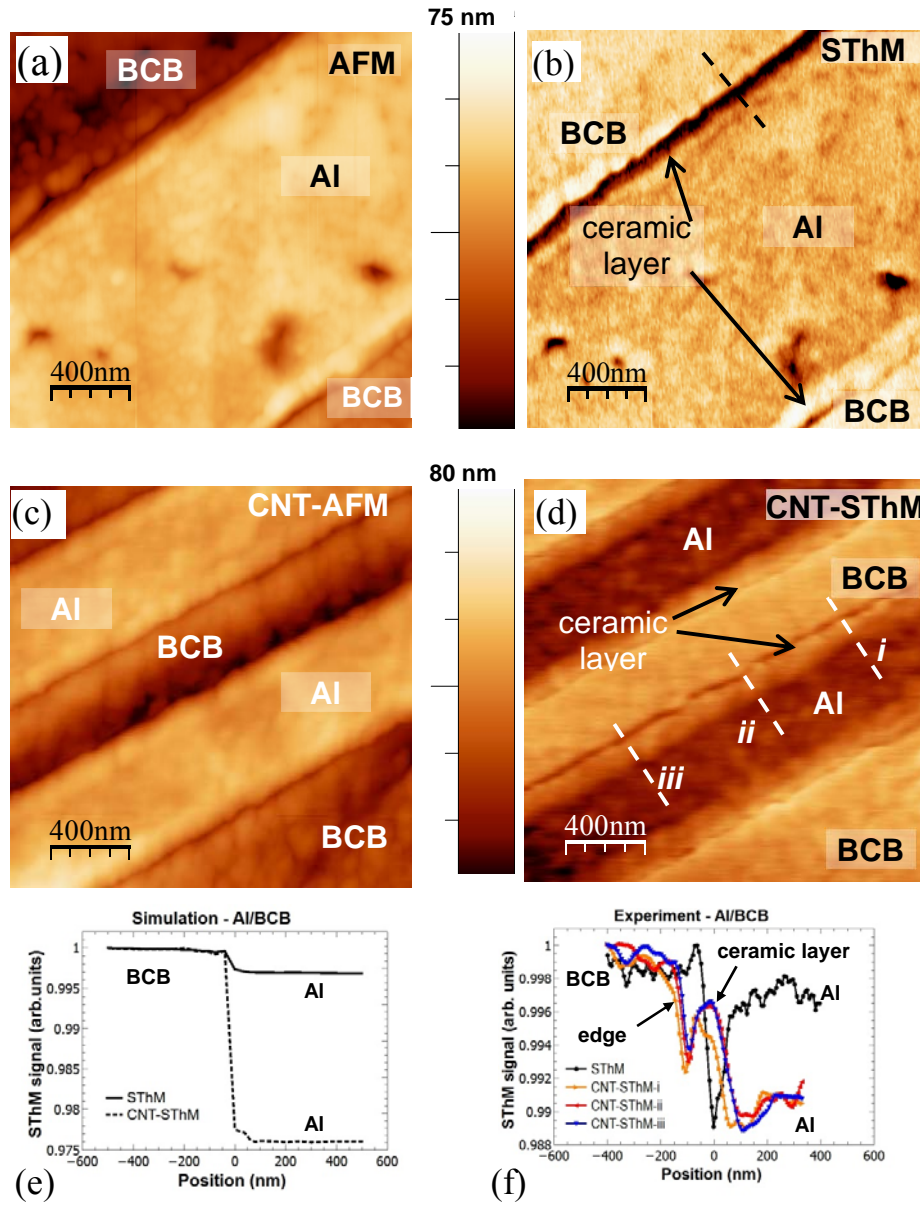 75 nm
(a)
BCB
AFM
Al
400nm
BCB
(b)
SThM
BCB
ceramic
layer
Al
400nm
BCB
80 nm
(c)
CNT-AFM
Al
BCB
Al
400nm
BCB
(d)
CNT-SThM
Al
BCB
ceramic
layer
i
Al
ii
iii
400nm
BCB
Simulation - Al/BCB
SThM signal (arb.units)
1
0.995
0.99
0.985
0.98
0.975
BCB
Al
SThM
CNT-SThM
Al
−600 −400 −200 0 200 400 600
Position (nm)
(e)
Experiment - Al/BCB
SThM signal (arb.units)
1
0.998
0.996
0.994
0.992
0.99
0.988
BCB
ceramic layer
Al
edge
SThM
CNT-SThM-i
CNT-SThM-ii
CNT-SThM-iii
Al
−600 −400 −200 0 200 400 600
Position (nm)
(f)